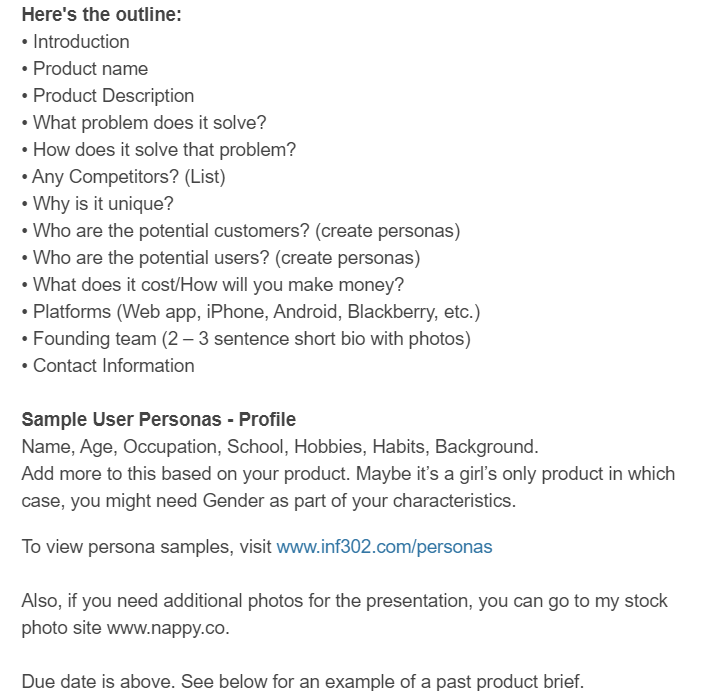 Here's the outline:
• Introduction
• Product name
• Product Description
• What problem does it solve?
• How does it solve that problem?
• Any Competitors? (List)
• Why is it unique?
• Who are the potential customers? (create personas)
• Who are the potential users? (create personas)
• What does it cost/How will you make money?
• Platforms (Web app, iPhone, Android, Blackberry, etc.)
• Founding team (2 – 3 sentence short bio with photos)
• Contact Information
Sample User Personas - Profile
Name, Age, Occupation, School, Hobbies, Habits, Background.
Add more to this based on your product. Maybe it’s a girl’s only product in which
case, you might need Gender as part of your characteristics.
To view persona samples, visit www.inf302.com/personas
Also, if you need additional photos for the presentation, you can go to my stock
photo site www.nappy.co.
Due date is above. See below for an example of a past product brief.